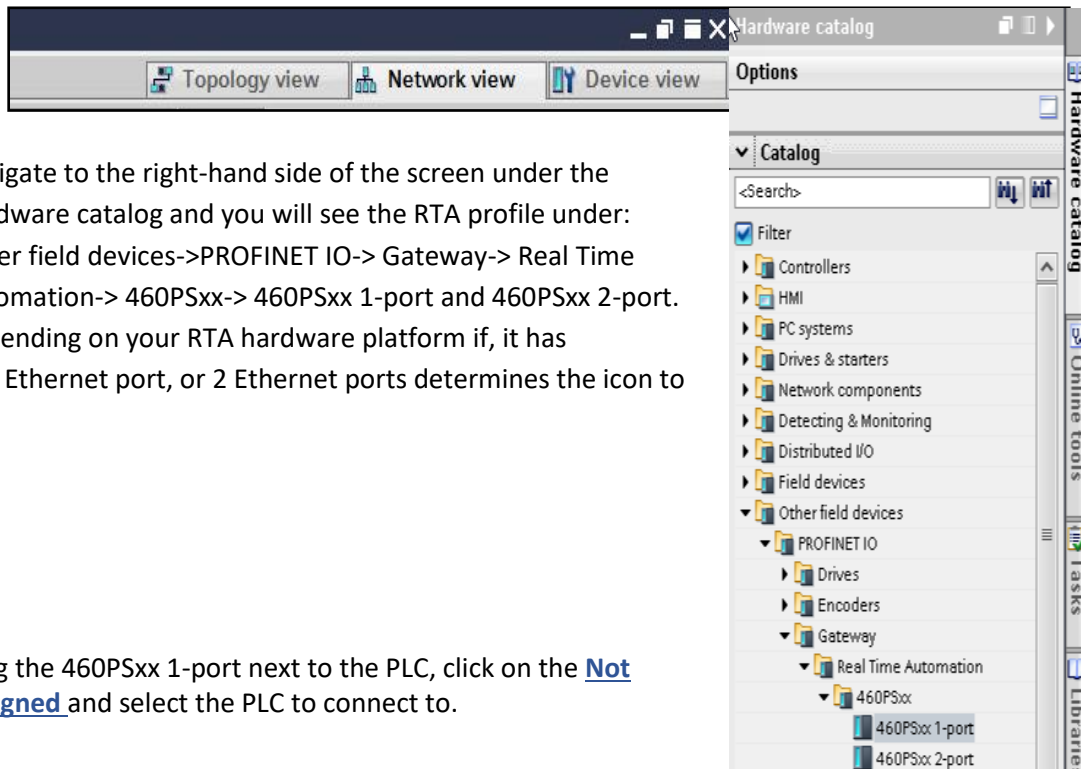 Topology view
Network view
Device view
Hardware catalog
Options
Catalog
<Search>
Filter
Controllers
HMI
PC systems
Drives & starters
Network components
Detecting & Monitoring
Distributed I/O
Field devices
Other field devices
PROFINET IO
Drives
Encoders
Gateway
Real Time Automation
460PSxx
460PSxx 1-port
460PSxx 2-port
Hardware catalog
Online tools
Tasks
Libraries
igate to the right-hand side of the screen under the
dware catalog and you will see the RTA profile under:
er field devices->PROFINET IO-> Gateway-> Real Time
omation-> 460PSxx-> 460PSxx 1-port and 460PSxx 2-port.
ending on your RTA hardware platform if, it has
Ethernet port, or 2 Ethernet ports determines the icon to
g the 460PSxx 1-port next to the PLC, click on the Not
gned and select the PLC to connect to.